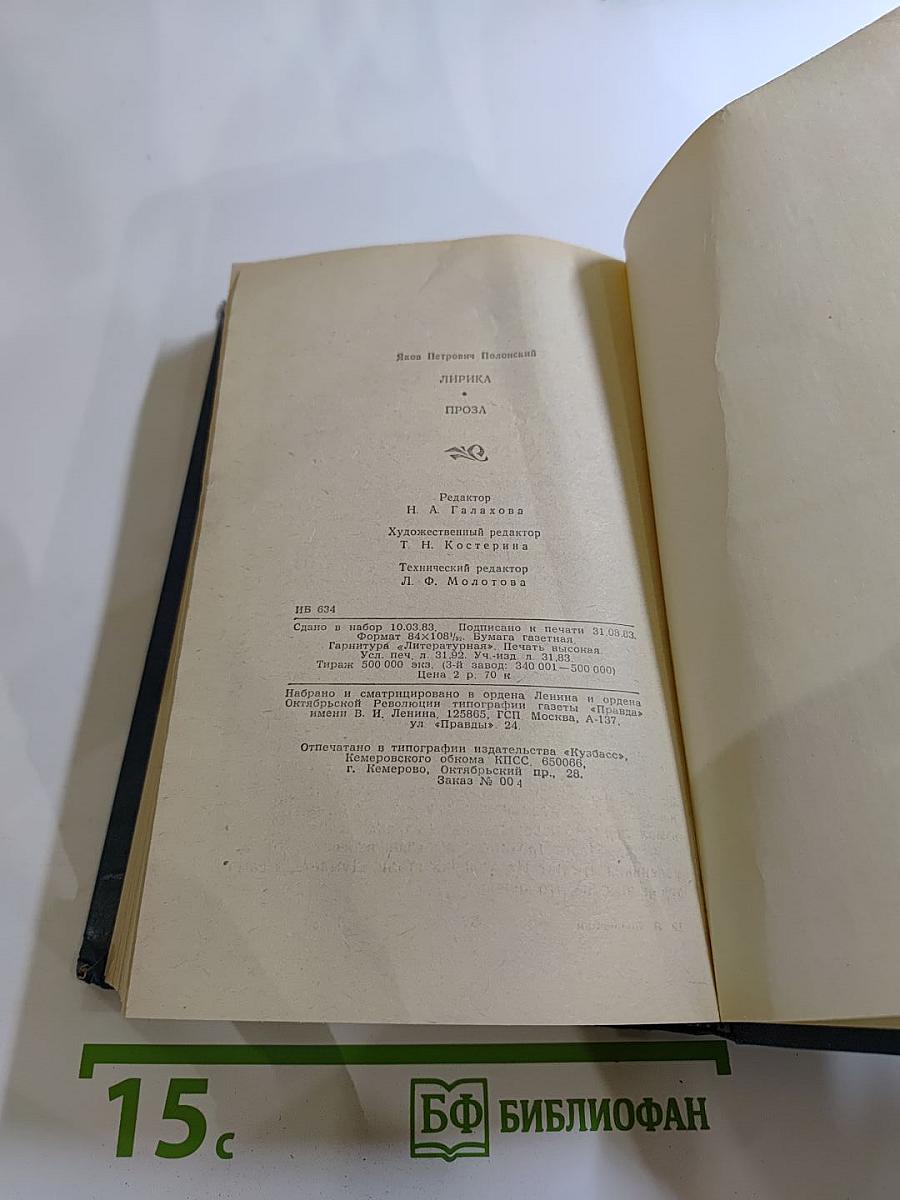 Яков Петрович Полонский
ЛИРИКА
•
ПРОЗА
Редактор
Н. А. Галахова
Художественный редактор
Т. Н. Костерина
Технический редактор
Л. Ф. Молотова
ИБ 634
Сдано в набор 10.03.83. Подписано к печати 31.08.83.
Формат 84×108¹/₃₂. Бумага газетная.
Гарнитура «Литературная». Печать высокая.
Усл. печ. л. 31,92. Уч.-изд. л. 31,83.
Тираж 500 000 экз. (3-й завод: 340 001—500 000)
Цена 2 р. 70 к.
Набрано и сматрицировано в ордена Ленина и ордена
Октябрьской Революции типографии газеты «Правда»
имени В. И. Ленина, 125865, ГСП Москва, А-137,
ул. «Правды» 24.
Отпечатано в типографии издательства «Кузбасс»,
Кемеровского обкома КПСС, 650066,
г. Кемерово, Октябрьский пр., 28.
Заказ № 004
15 с
БФ БИБЛИОФАН